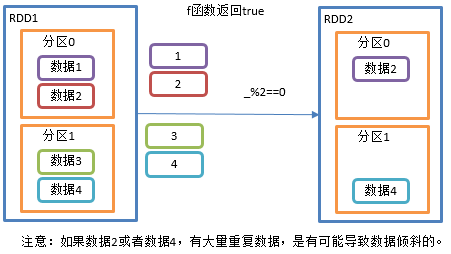 f函数返回true
RDD1
分区0
数据1
数据2
分区1
数据3
数据4
1
2
_%2==0
3
4
RDD2
分区0
数据2
分区1
数据4
注意：如果数据2或者数据4，有大量重复数据，是有可能导致数据倾斜的。